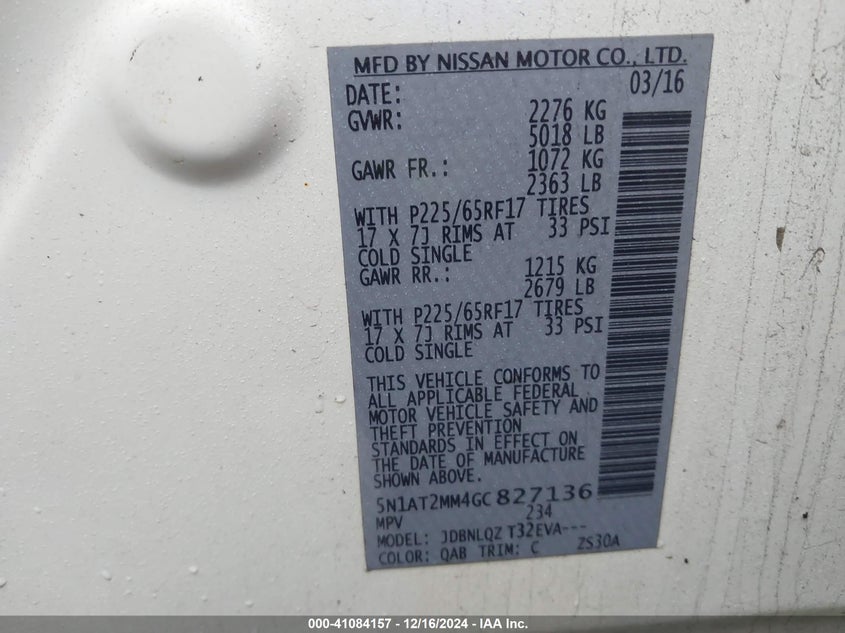 MFD BY NISSAN MOTOR CO., LTD.
DATE: 03/16
GVWR: 2276 KG
5018 LB
GAWR FR.: 1072 KG
2363 LB
WITH P225/65RF17 TIRES
17 X 7J RIMS AT 33 PSI
COLD SINGLE
GAWR RR.: 1215 KG
2679 LB
WITH P225/65RF17 TIRES
17 X 7J RIMS AT 33 PSI
COLD SINGLE
THIS VEHICLE CONFORMS TO
ALL APPLICABLE FEDERAL
MOTOR VEHICLE SAFETY AND
THEFT PREVENTION
STANDARDS IN EFFECT ON
THE DATE OF MANUFACTURE
SHOWN ABOVE.
5N1AT2MM4GC827136
MPV 234
MODEL: JDBNLQZ T32EVA---
COLOR: QAB TRIM: C ZS30A
000-41084157 - 12/16/2024 - IAA Inc.